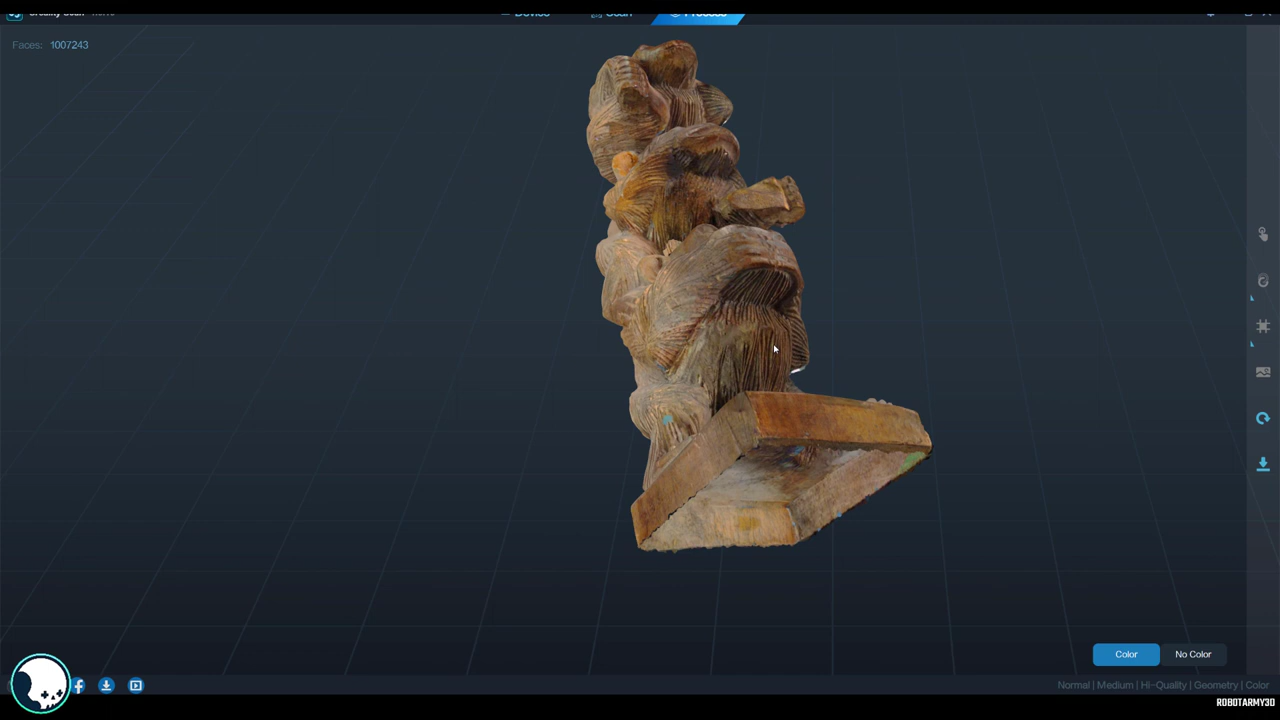 Faces: 1007243
Color
No Color
Normal | Medium | Hi-Quality | Geometry | Color
ROBOTARMY3D